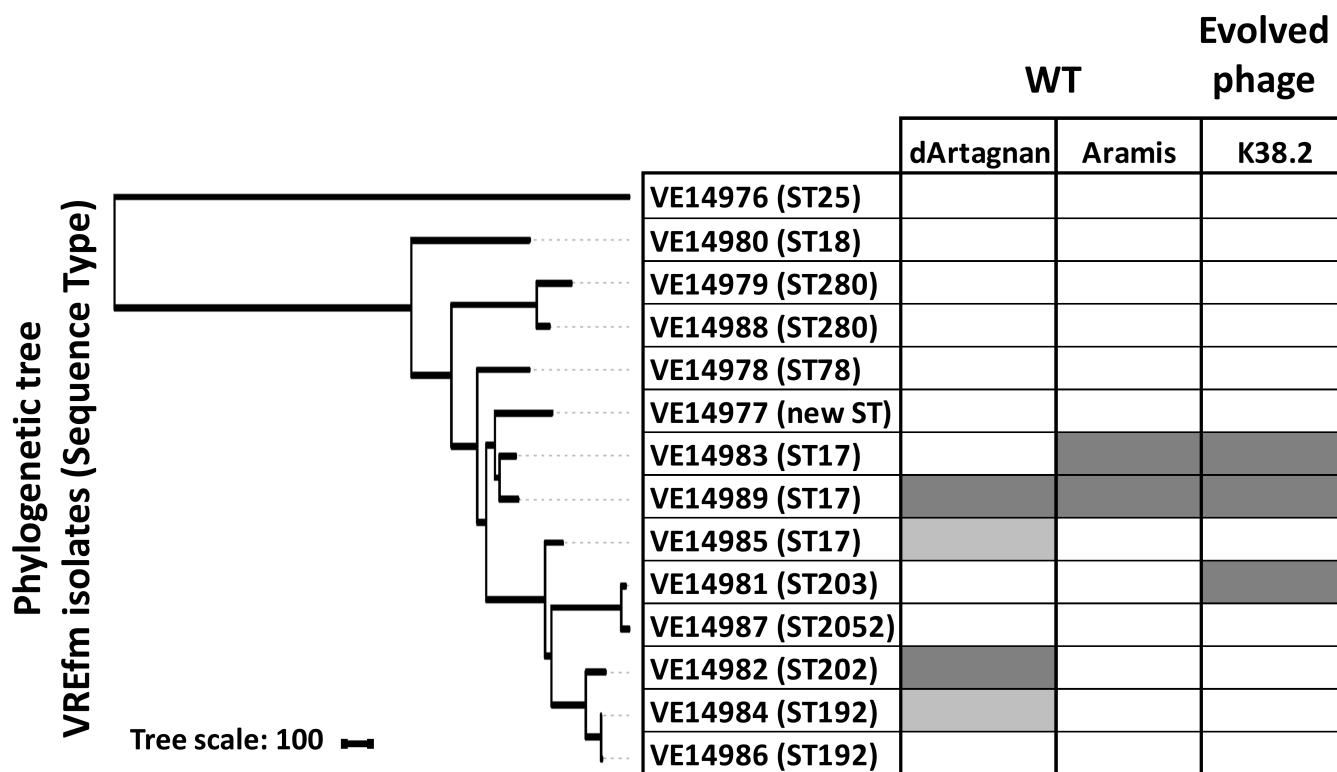 Evolved
phage
WT
dArtagnan
Aramis
K38.2
Phylogenetic tree
VREfm isolates (Sequence Type)
VE14976 (ST25)
VE14980 (ST18)
VE14979 (ST280)
VE14988 (ST280)
VE14978 (ST78)
VE14977 (new ST)
VE14983 (ST17)
VE14989 (ST17)
VE14985 (ST17)
VE14981 (ST203)
VE14987 (ST2052)
VE14982 (ST202)
VE14984 (ST192)
VE14986 (ST192)
Tree scale: 100